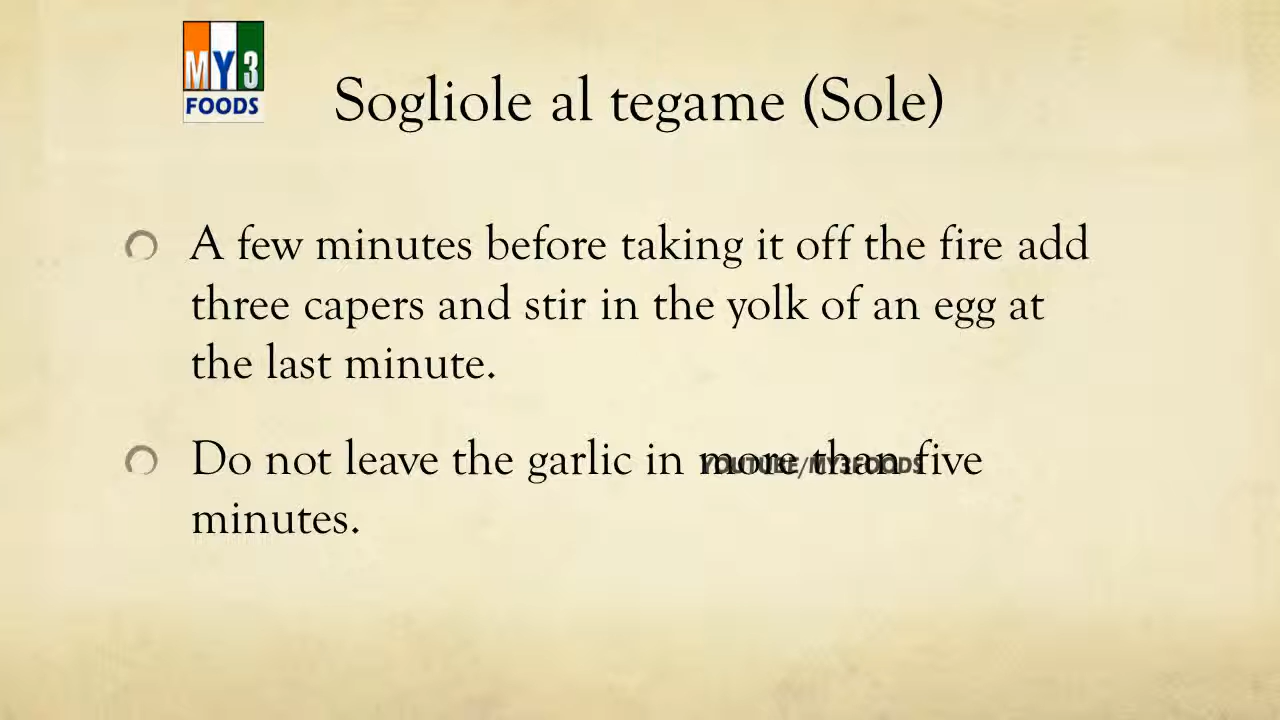 MY3
FOODS
Sogliole al tegame (Sole)
A few minutes before taking it off the fire add
three capers and stir in the yolk of an egg at
the last minute.
Do not leave the garlic in more than five
YOUTUBE/MY3FOODS
minutes.